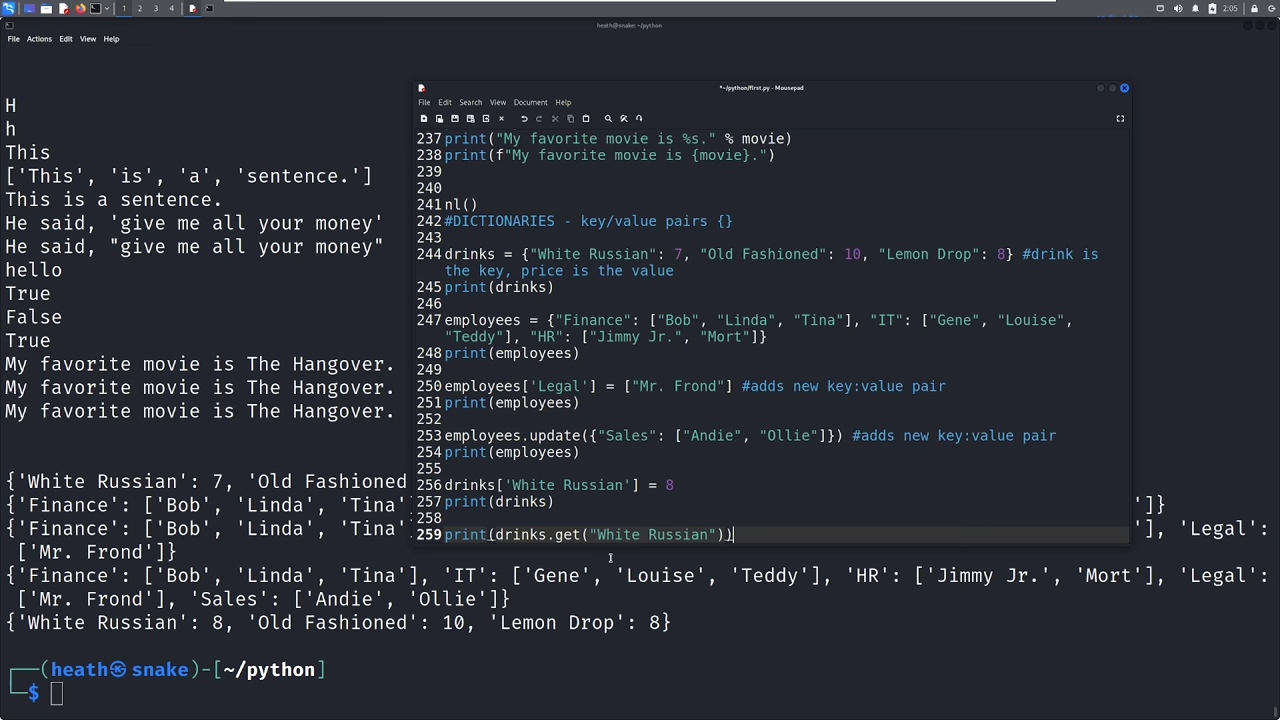 1 2 3 4
2:05
heath@snake: ~/python
File Actions Edit View Help
H
h
This
['This', 'is', 'a', 'sentence.']
This is a sentence.
He said, 'give me all your money'
He said, "give me all your money"
hello
True
False
True
My favorite movie is The Hangover.
My favorite movie is The Hangover.
My favorite movie is The Hangover.
{'White Russian': 7, 'Old Fashioned
{'Finance': ['Bob', 'Linda', 'Tina'
{'Finance': ['Bob', 'Linda', 'Tina'
], 'Legal':
['Mr. Frond']}
{'Finance': ['Bob', 'Linda', 'Tina'], 'IT': ['Gene', 'Louise', 'Teddy'], 'HR': ['Jimmy Jr.', 'Mort'], 'Legal':
['Mr. Frond'], 'Sales': ['Andie', 'Ollie']}
{'White Russian': 8, 'Old Fashioned': 10, 'Lemon Drop': 8}
(heath㉿snake)-[~/python]
$
*~/python/first.py - Mousepad
File Edit Search View Document Help
237 print("My favorite movie is %s." % movie)
238 print(f"My favorite movie is {movie}.")
239
240
241 nl()
242 #DICTIONARIES - key/value pairs {}
243
244 drinks = {"White Russian": 7, "Old Fashioned": 10, "Lemon Drop": 8} #drink is
the key, price is the value
245 print(drinks)
246
247 employees = {"Finance": ["Bob", "Linda", "Tina"], "IT": ["Gene", "Louise",
"Teddy"], "HR": ["Jimmy Jr.", "Mort"]}
248 print(employees)
249
250 employees['Legal'] = ["Mr. Frond"] #adds new key:value pair
251 print(employees)
252
253 employees.update({"Sales": ["Andie", "Ollie"]}) #adds new key:value pair
254 print(employees)
255
256 drinks['White Russian'] = 8
257 print(drinks)
258
259 print(drinks.get("White Russian"))